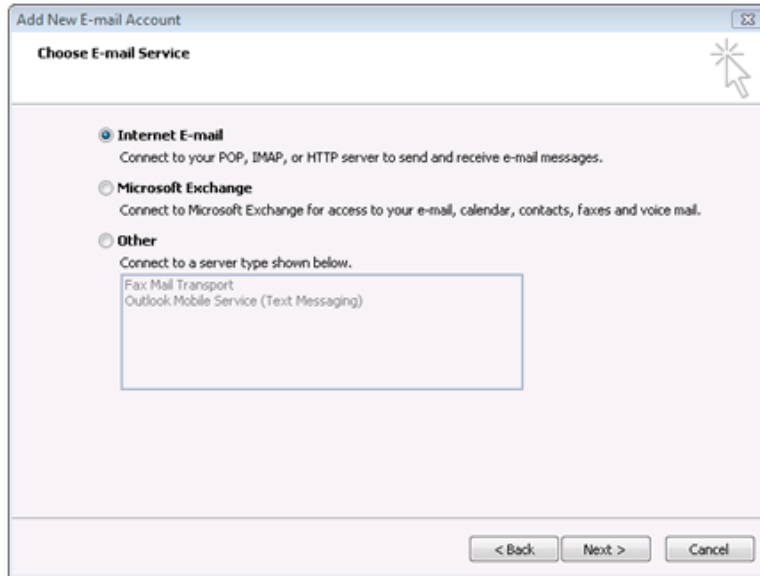 Add New E-mail Account
Choose E-mail Service
Internet E-mail
Connect to your POP, IMAP, or HTTP server to send and receive e-mail messages.
Microsoft Exchange
Connect to Microsoft Exchange for access to your e-mail, calendar, contacts, faxes and voice mail.
Other
Connect to a server type shown below.
Fax Mail Transport
Outlook Mobile Service (Text Messaging)
< Back Next > Cancel